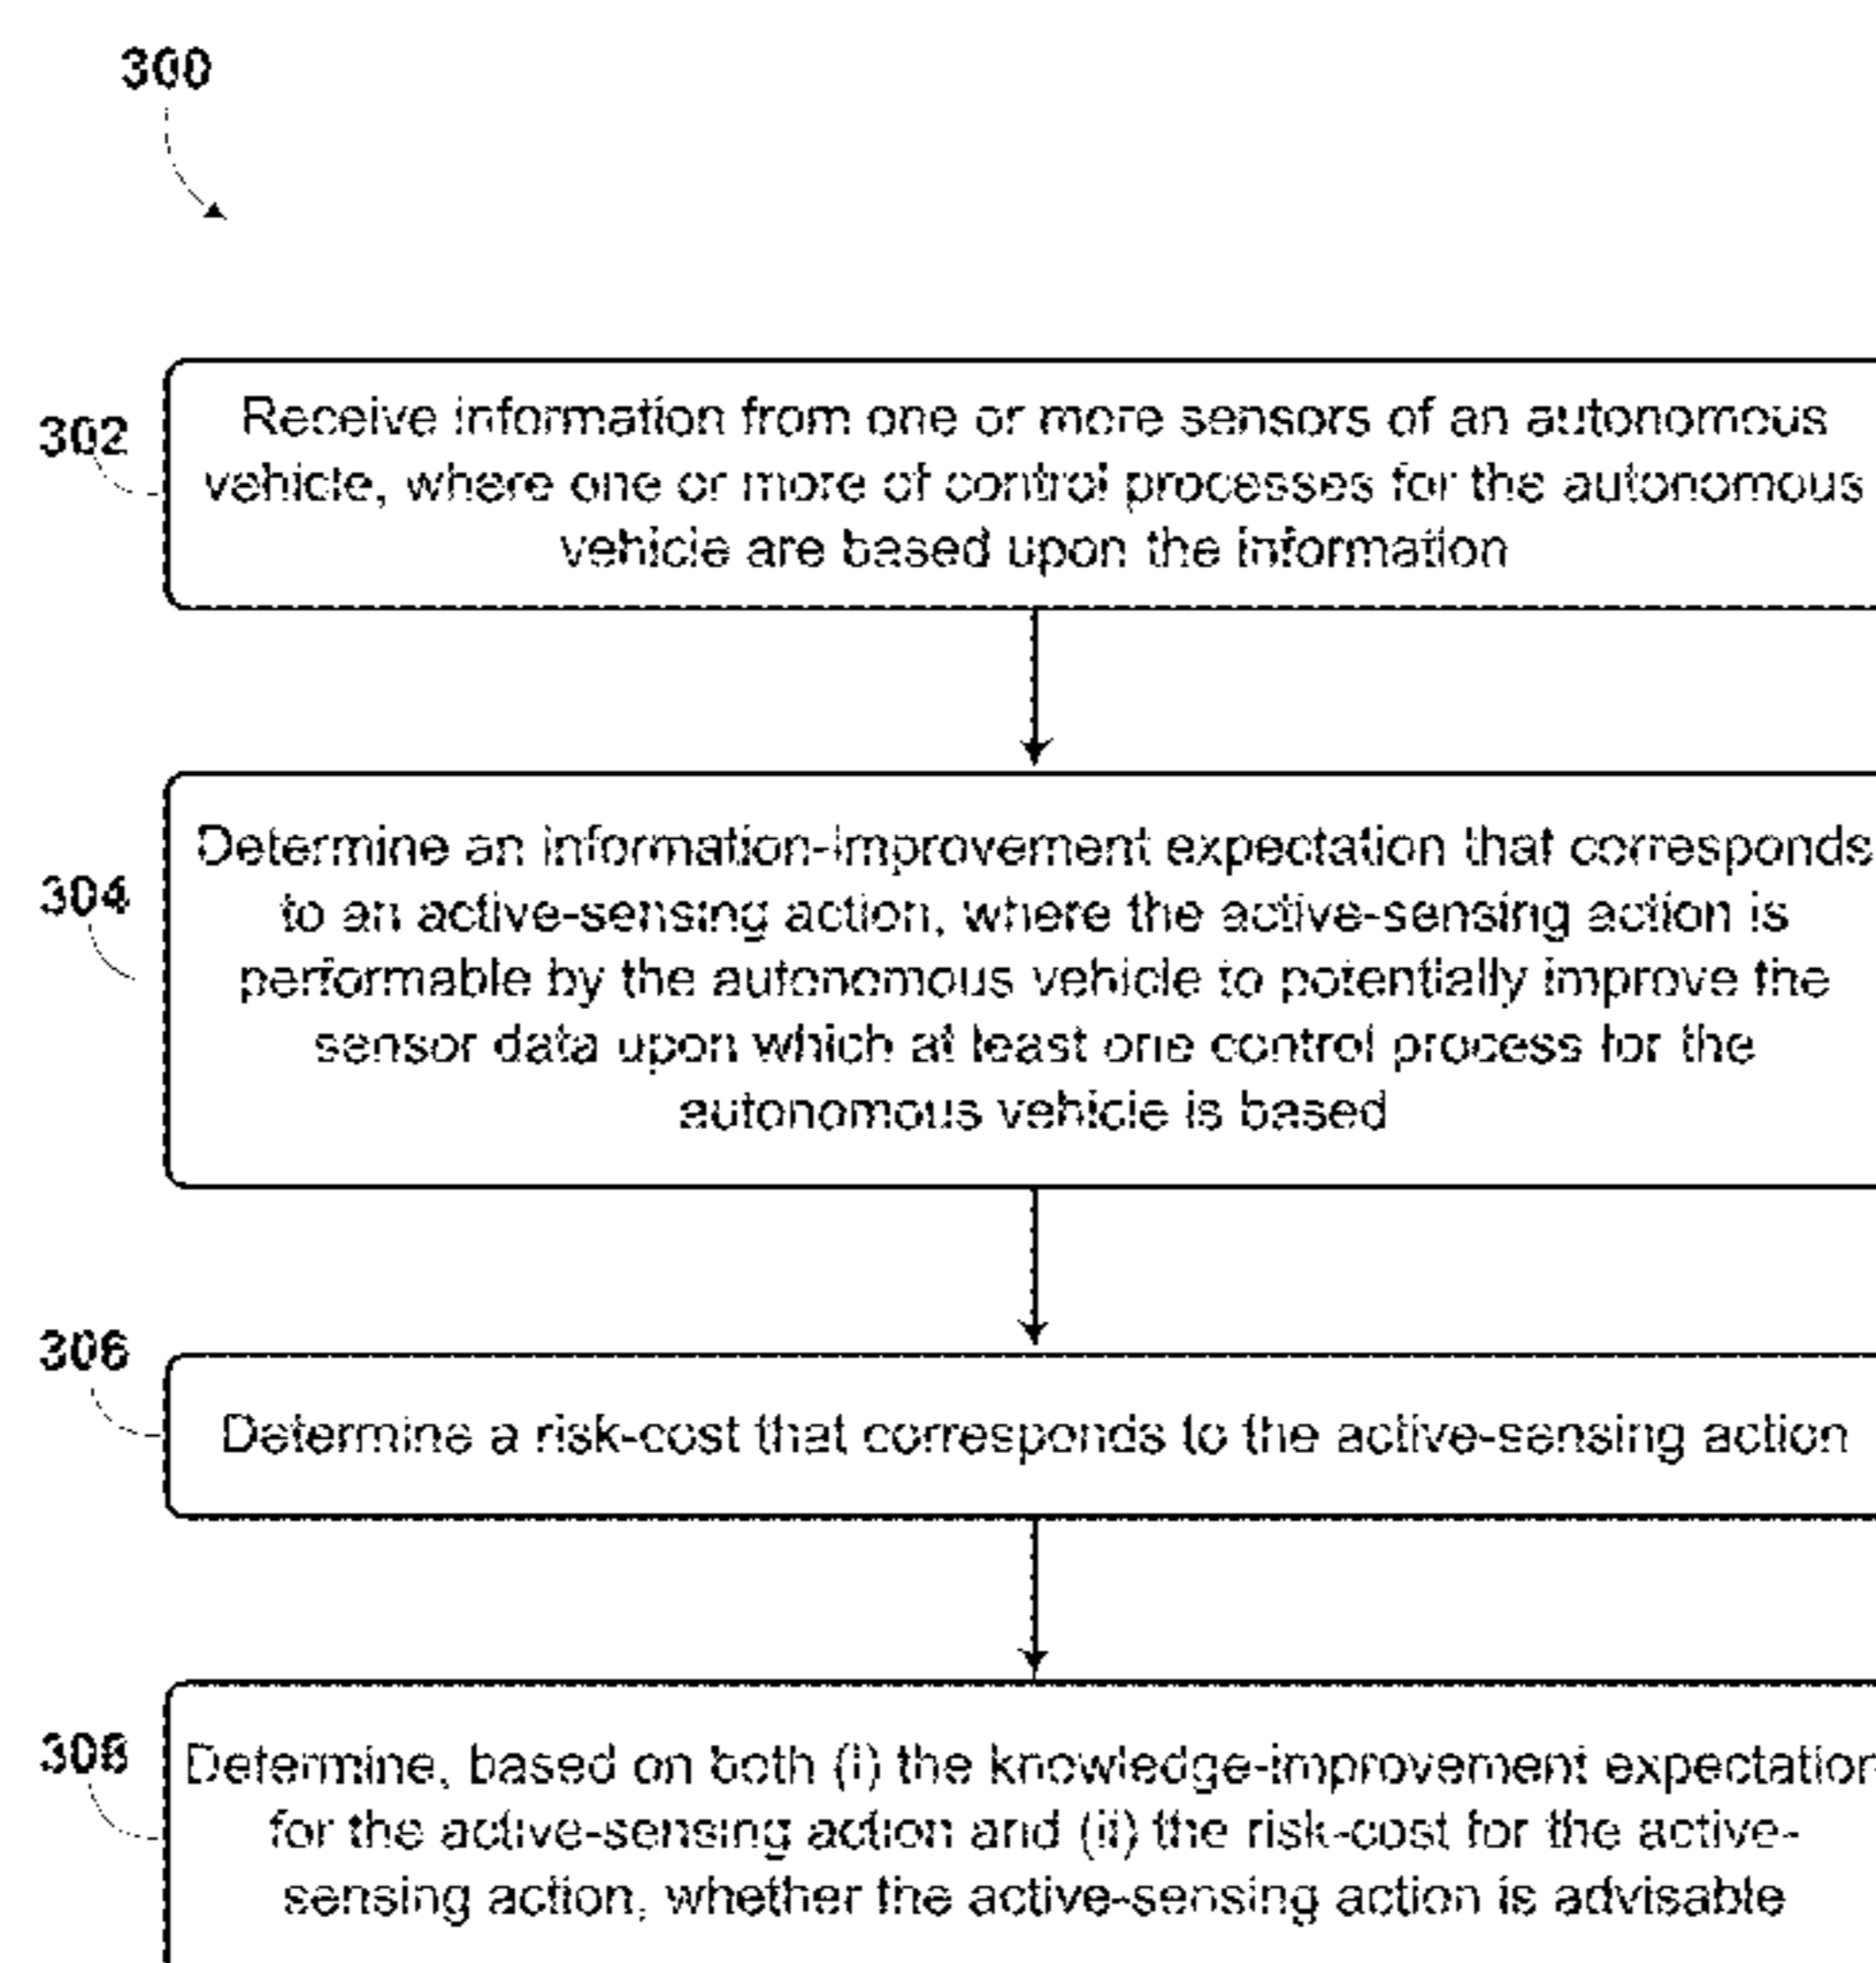 300
302
Receive information from one or more sensors of an autonomous
vehicle, where one or more of control processes for the autonomous
vehicle are based upon the information
304
Determine an information-improvement expectation that corresponds
to an active-sensing action, where the active-sensing action is
performable by the autonomous vehicle to potentially improve the
sensor data upon which at least one control process for the
autonomous vehicle is based
306
Determine a risk-cost that corresponds to the active-sensing action
308
Determine, based on both (i) the knowledge-improvement expectation
for the active-sensing action and (ii) the risk-cost for the active-
sensing action, whether the active-sensing action is advisable